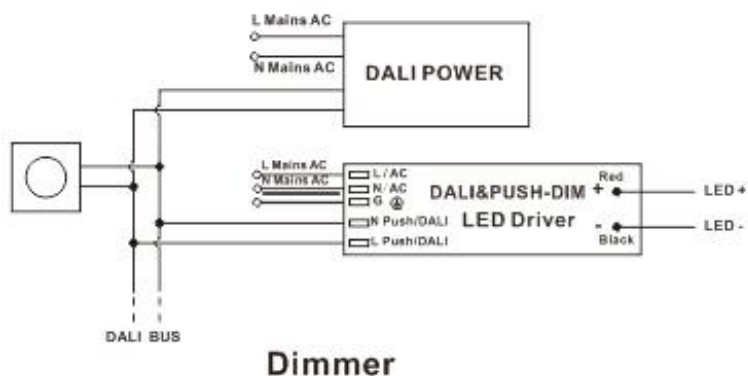 L Mains AC
N Mains AC
DALI POWER
L Mains AC
N Mains AC
L / AC
N/ AC
G
N Push/DALI
L Push/DALI
DALI&PUSH-DIM
LED Driver
Red
+
-
Black
LED +
LED -
DALI BUS
Dimmer